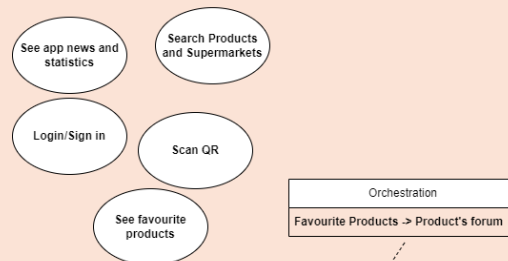 See app news and
statistics
Search Products
and Supermarkets
Login/Sign in
Scan QR
See favourite
products
Orchestration
Favourite Products -> Product's forum